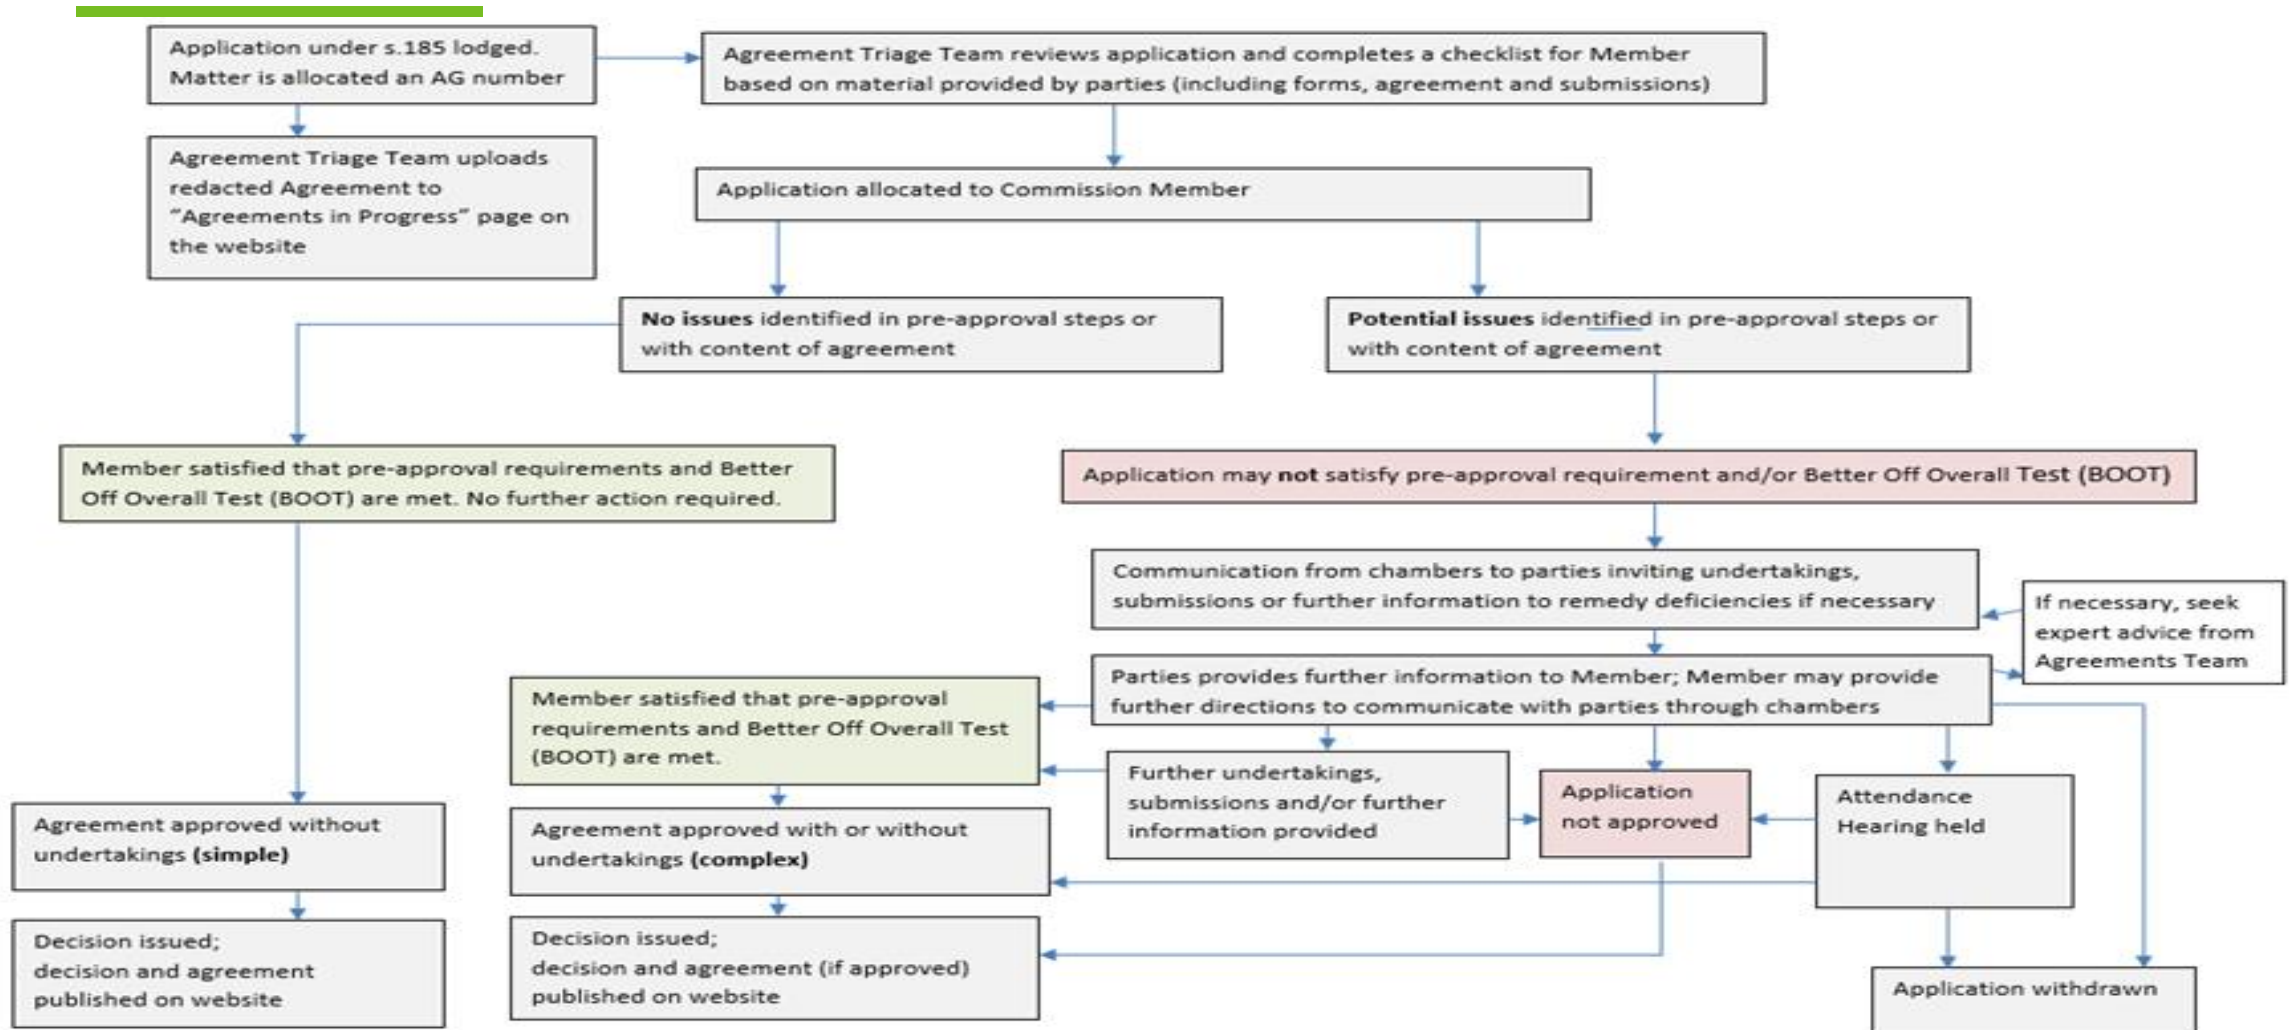 Application under s.185 lodged.
Matter is allocated an AG number
Agreement Triage Team reviews application and completes a checklist for Member
based on material provided by parties (including forms, agreement and submissions)
Agreement Triage Team uploads
redacted Agreement to
“Agreements in Progress” page on
the website
Application allocated to Commission Member
No issues identified in pre-approval steps or
with content of agreement
Potential issues identified in pre-approval steps or
with content of agreement
Member satisfied that pre-approval requirements and Better
Off Overall Test (BOOT) are met. No further action required.
Application may not satisfy pre-approval requirement and/or Better Off Overall Test (BOOT)
Communication from chambers to parties inviting undertakings,
submissions or further information to remedy deficiencies if necessary
If necessary, seek
expert advice from
Agreements Team
Parties provides further information to Member; Member may provide
further directions to communicate with parties through chambers
Member satisfied that pre-approval
requirements and Better Off Overall Test
(BOOT) are met.
Further undertakings,
submissions and/or further
information provided
Application
not approved
Attendance
Hearing held
Agreement approved without
undertakings (simple)
Agreement approved with or without
undertakings (complex)
Decision issued;
decision and agreement
published on website
Decision issued;
decision and agreement (if approved)
published on website
Application withdrawn